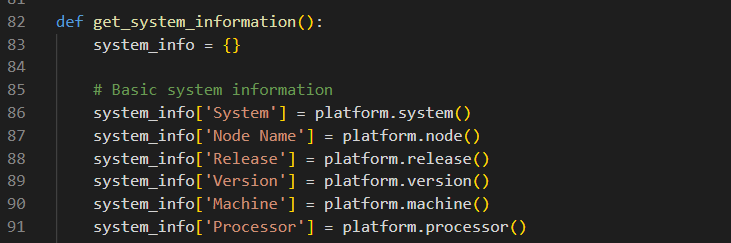 82 def get_system_information():
83     system_info = {}
84
85     # Basic system information
86     system_info['System'] = platform.system()
87     system_info['Node Name'] = platform.node()
88     system_info['Release'] = platform.release()
89     system_info['Version'] = platform.version()
90     system_info['Machine'] = platform.machine()
91     system_info['Processor'] = platform.processor()